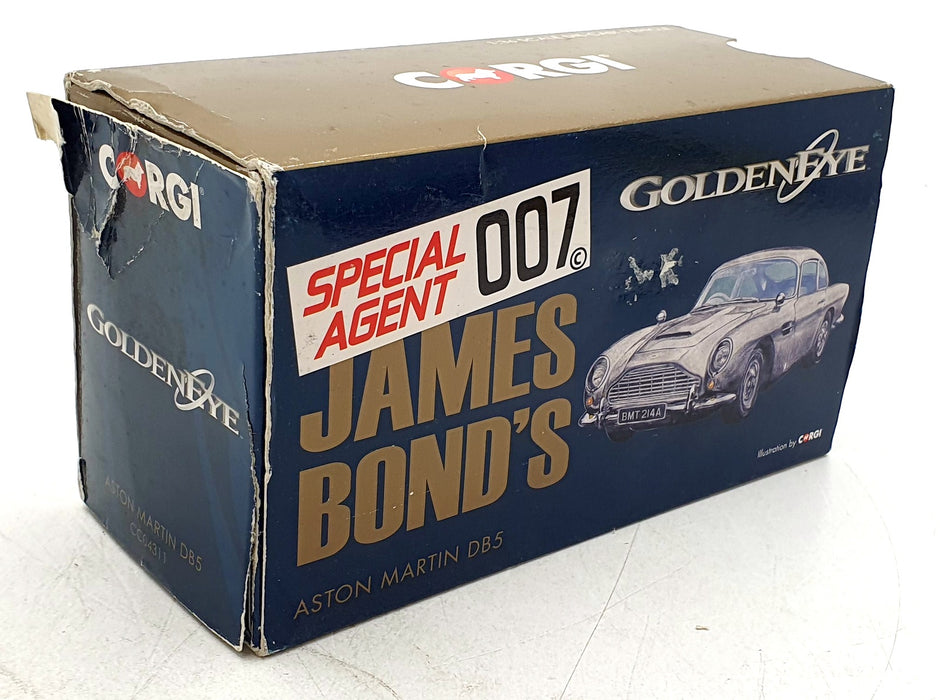 CORGI
CORGI
GOLDENEYE
ASTON MARTIN DB5
CC04311
SPECIAL
AGENT
007©
JAMES
BOND'S
ASTON MARTIN DB5
GOLDENEYE
BMT 214A
Illustration by CORGI